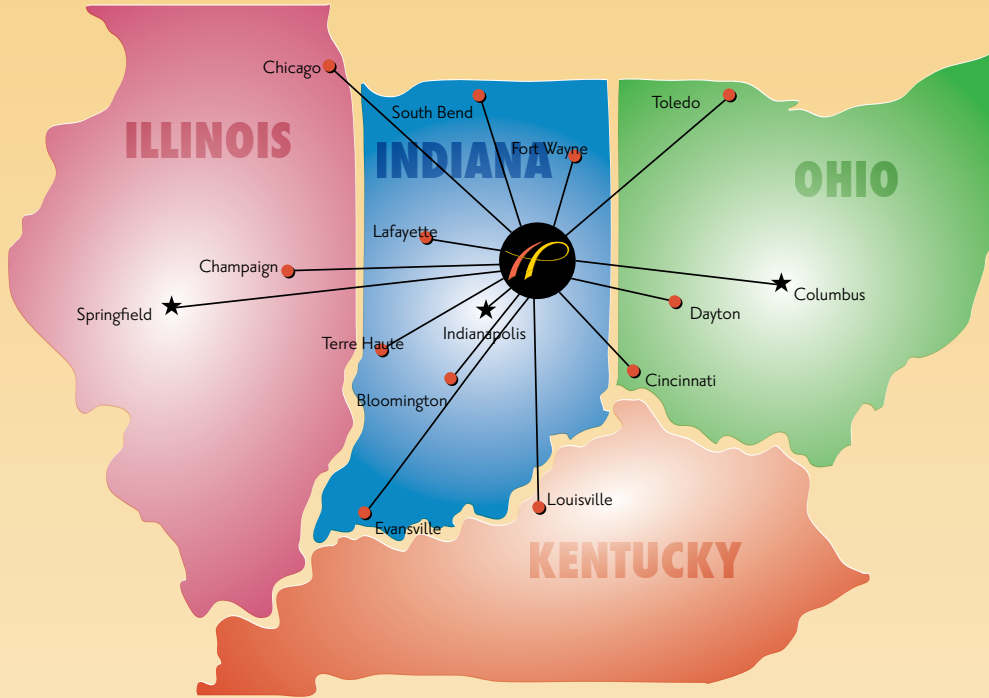 Chicago
Toledo
South Bend
ILLINOIS
INDIANA
Fort Wayne
OHIO
Lafayette
Champaign
Columbus
Springfield
Dayton
Indianapolis
Terre Haute
Cincinnati
Bloomington
Louisville
Evansville
KENTUCKY